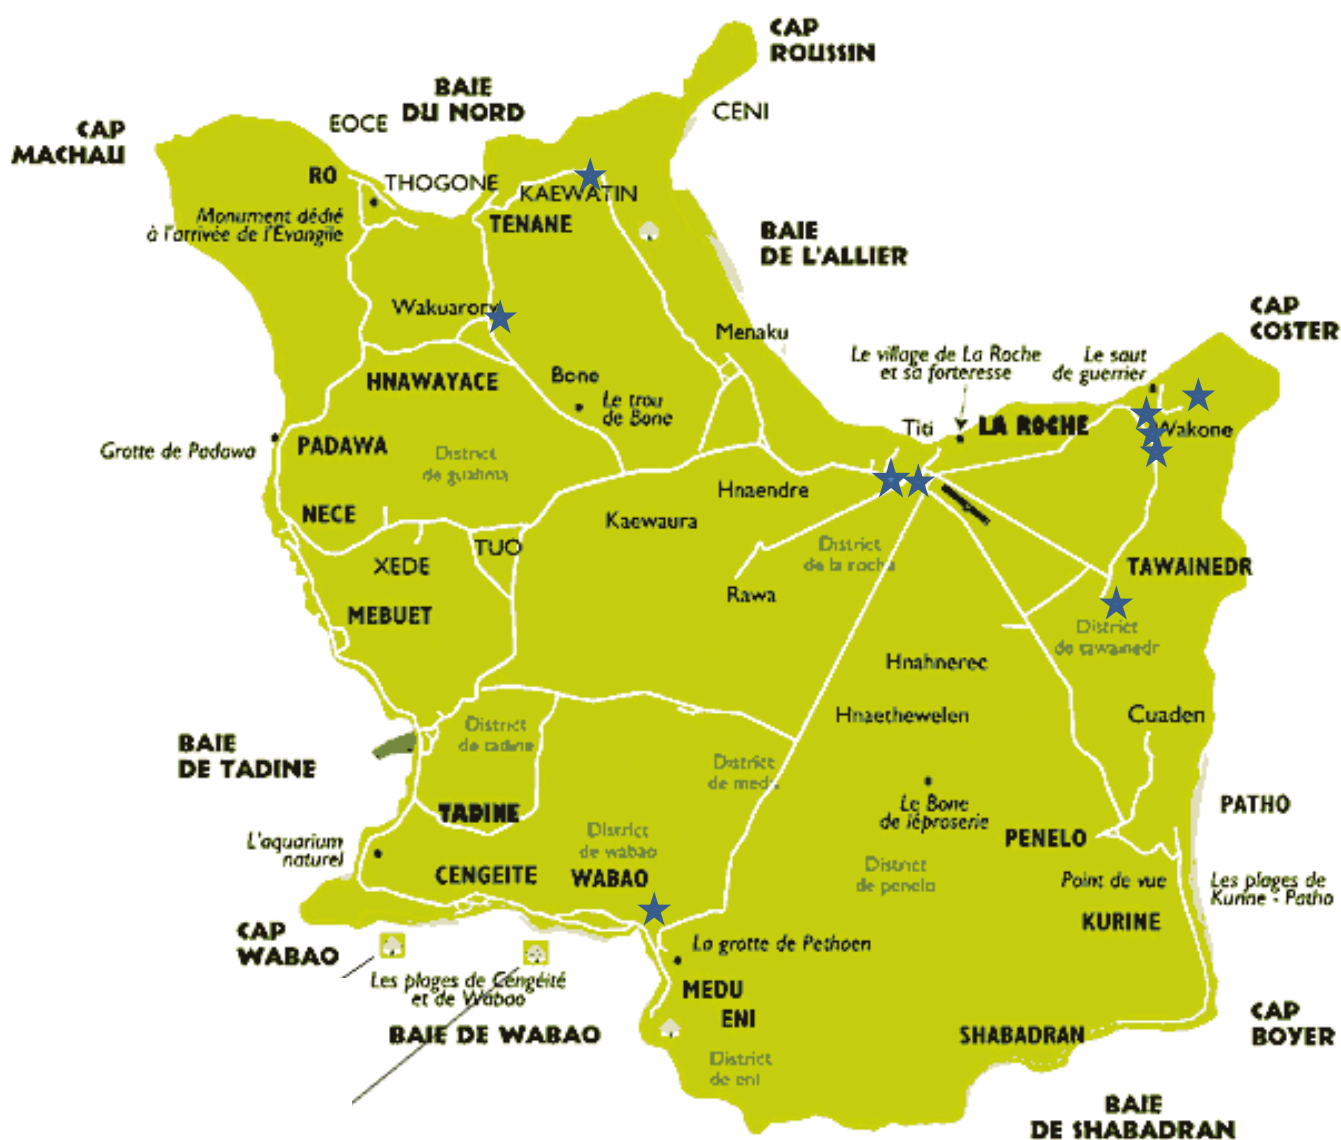 CAP
ROUSSIN
BAIE
DU NORD
CENI
EOCE
CAP
MACHAU
RO
THOGONE
KAEWATIN
Monument dédié
à l'arrivée de l'Evangile
TENANE
BAIE
DE L'ALLIER
Wakuarory
Menaku
CAP
COSTER
Le village de La Roche
et sa forteresse
Le saut
de guerrier
HNAWAYACE
Bone
Le trou
de Bone
Titi
LA ROCHE
Wakone
Grotte de Padawa
PADAWA
District
de guahma
Hnaendre
NECE
Kaewaura
TUO
XEDE
District
de la roche
TAWAINEDR
Rawa
MEBUET
District
de tawainedr
Hnahnerec
Hnaethewelen
Cuaden
BAIE
DE TADINE
District
de tadine
District
de medu
Le Bone
de léproserie
PATHO
TADINE
L'aquarium
naturel
District
de wabao
PENELO
CENGEITE
WABAO
District
de penelo
Point de vue
Les plages de
Kurine - Patho
KURINE
CAP
WABAO
La grotte de Pethoen
Les plages de Cengéité
et de Wabao
MEDU
ENI
BAIE DE WABAO
SHABADRAN
CAP
BOYER
District
de eni
BAIE
DE SHABADRAN